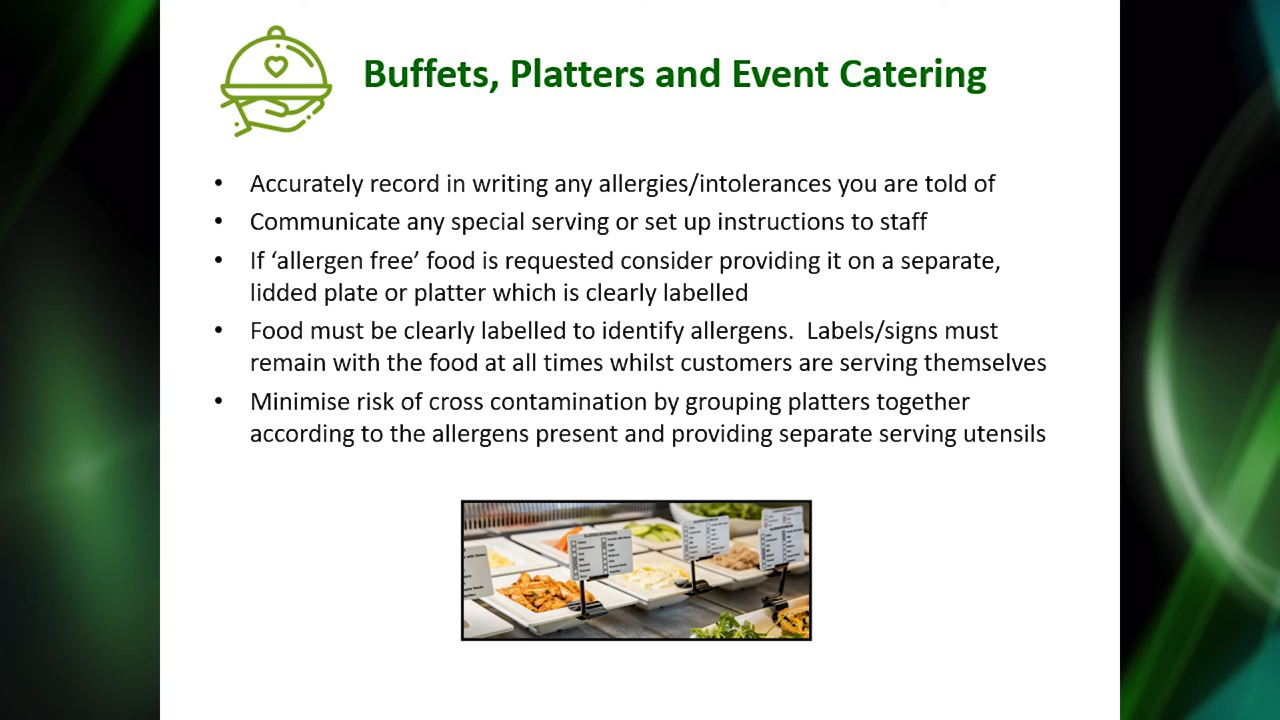 Buffets, Platters and Event Catering
• Accurately record in writing any allergies/intolerances you are told of
• Communicate any special serving or set up instructions to staff
• If ‘allergen free’ food is requested consider providing it on a separate,
lidded plate or platter which is clearly labelled
• Food must be clearly labelled to identify allergens.  Labels/signs must
remain with the food at all times whilst customers are serving themselves
• Minimise risk of cross contamination by grouping platters together
according to the allergens present and providing separate serving utensils